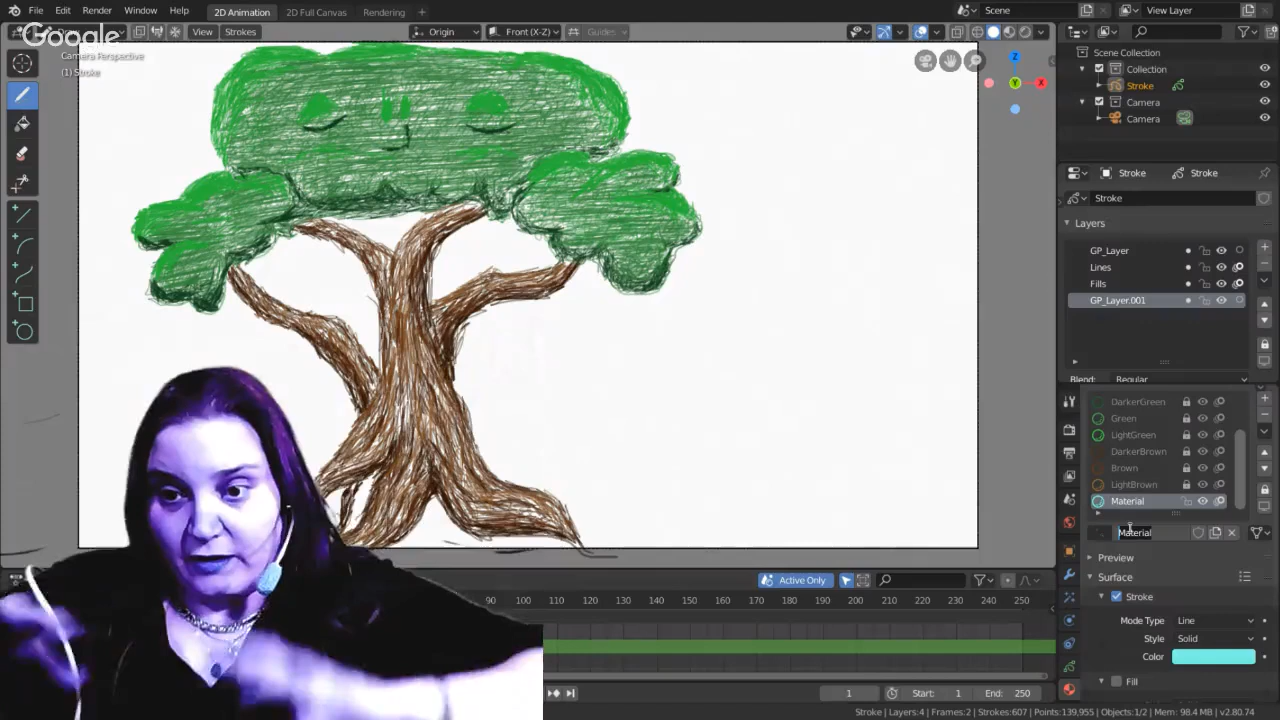 File Edit Render Window Help 2D Animation 2D Full Canvas Rendering + Scene View Layer
Google
View Strokes Origin Front (X-Z) Guides
Camera Perspective
(1) Stroke
Z
Y
X
Scene Collection
Collection
Stroke
Camera
Camera
Stroke Stroke
Stroke
Layers
GP_Layer
Lines
Fills
GP_Layer.001
Blend: Regular
DarkerGreen
Green
LightGreen
DarkerBrown
Brown
LightBrown
Material
Material
Preview
Surface
Stroke
Mode Type Line
Style Solid
Color
Fill
Active Only
90 100 110 120 130 140 150 160 170 180 190 200 210 220 230 240 250
1 Start: 1 End: 250
Stroke | Layers:4 | Frames:2 | Strokes:607 | Points:139,955 | Objects:1/2 | Mem: 98.4 MB | v2.80.74